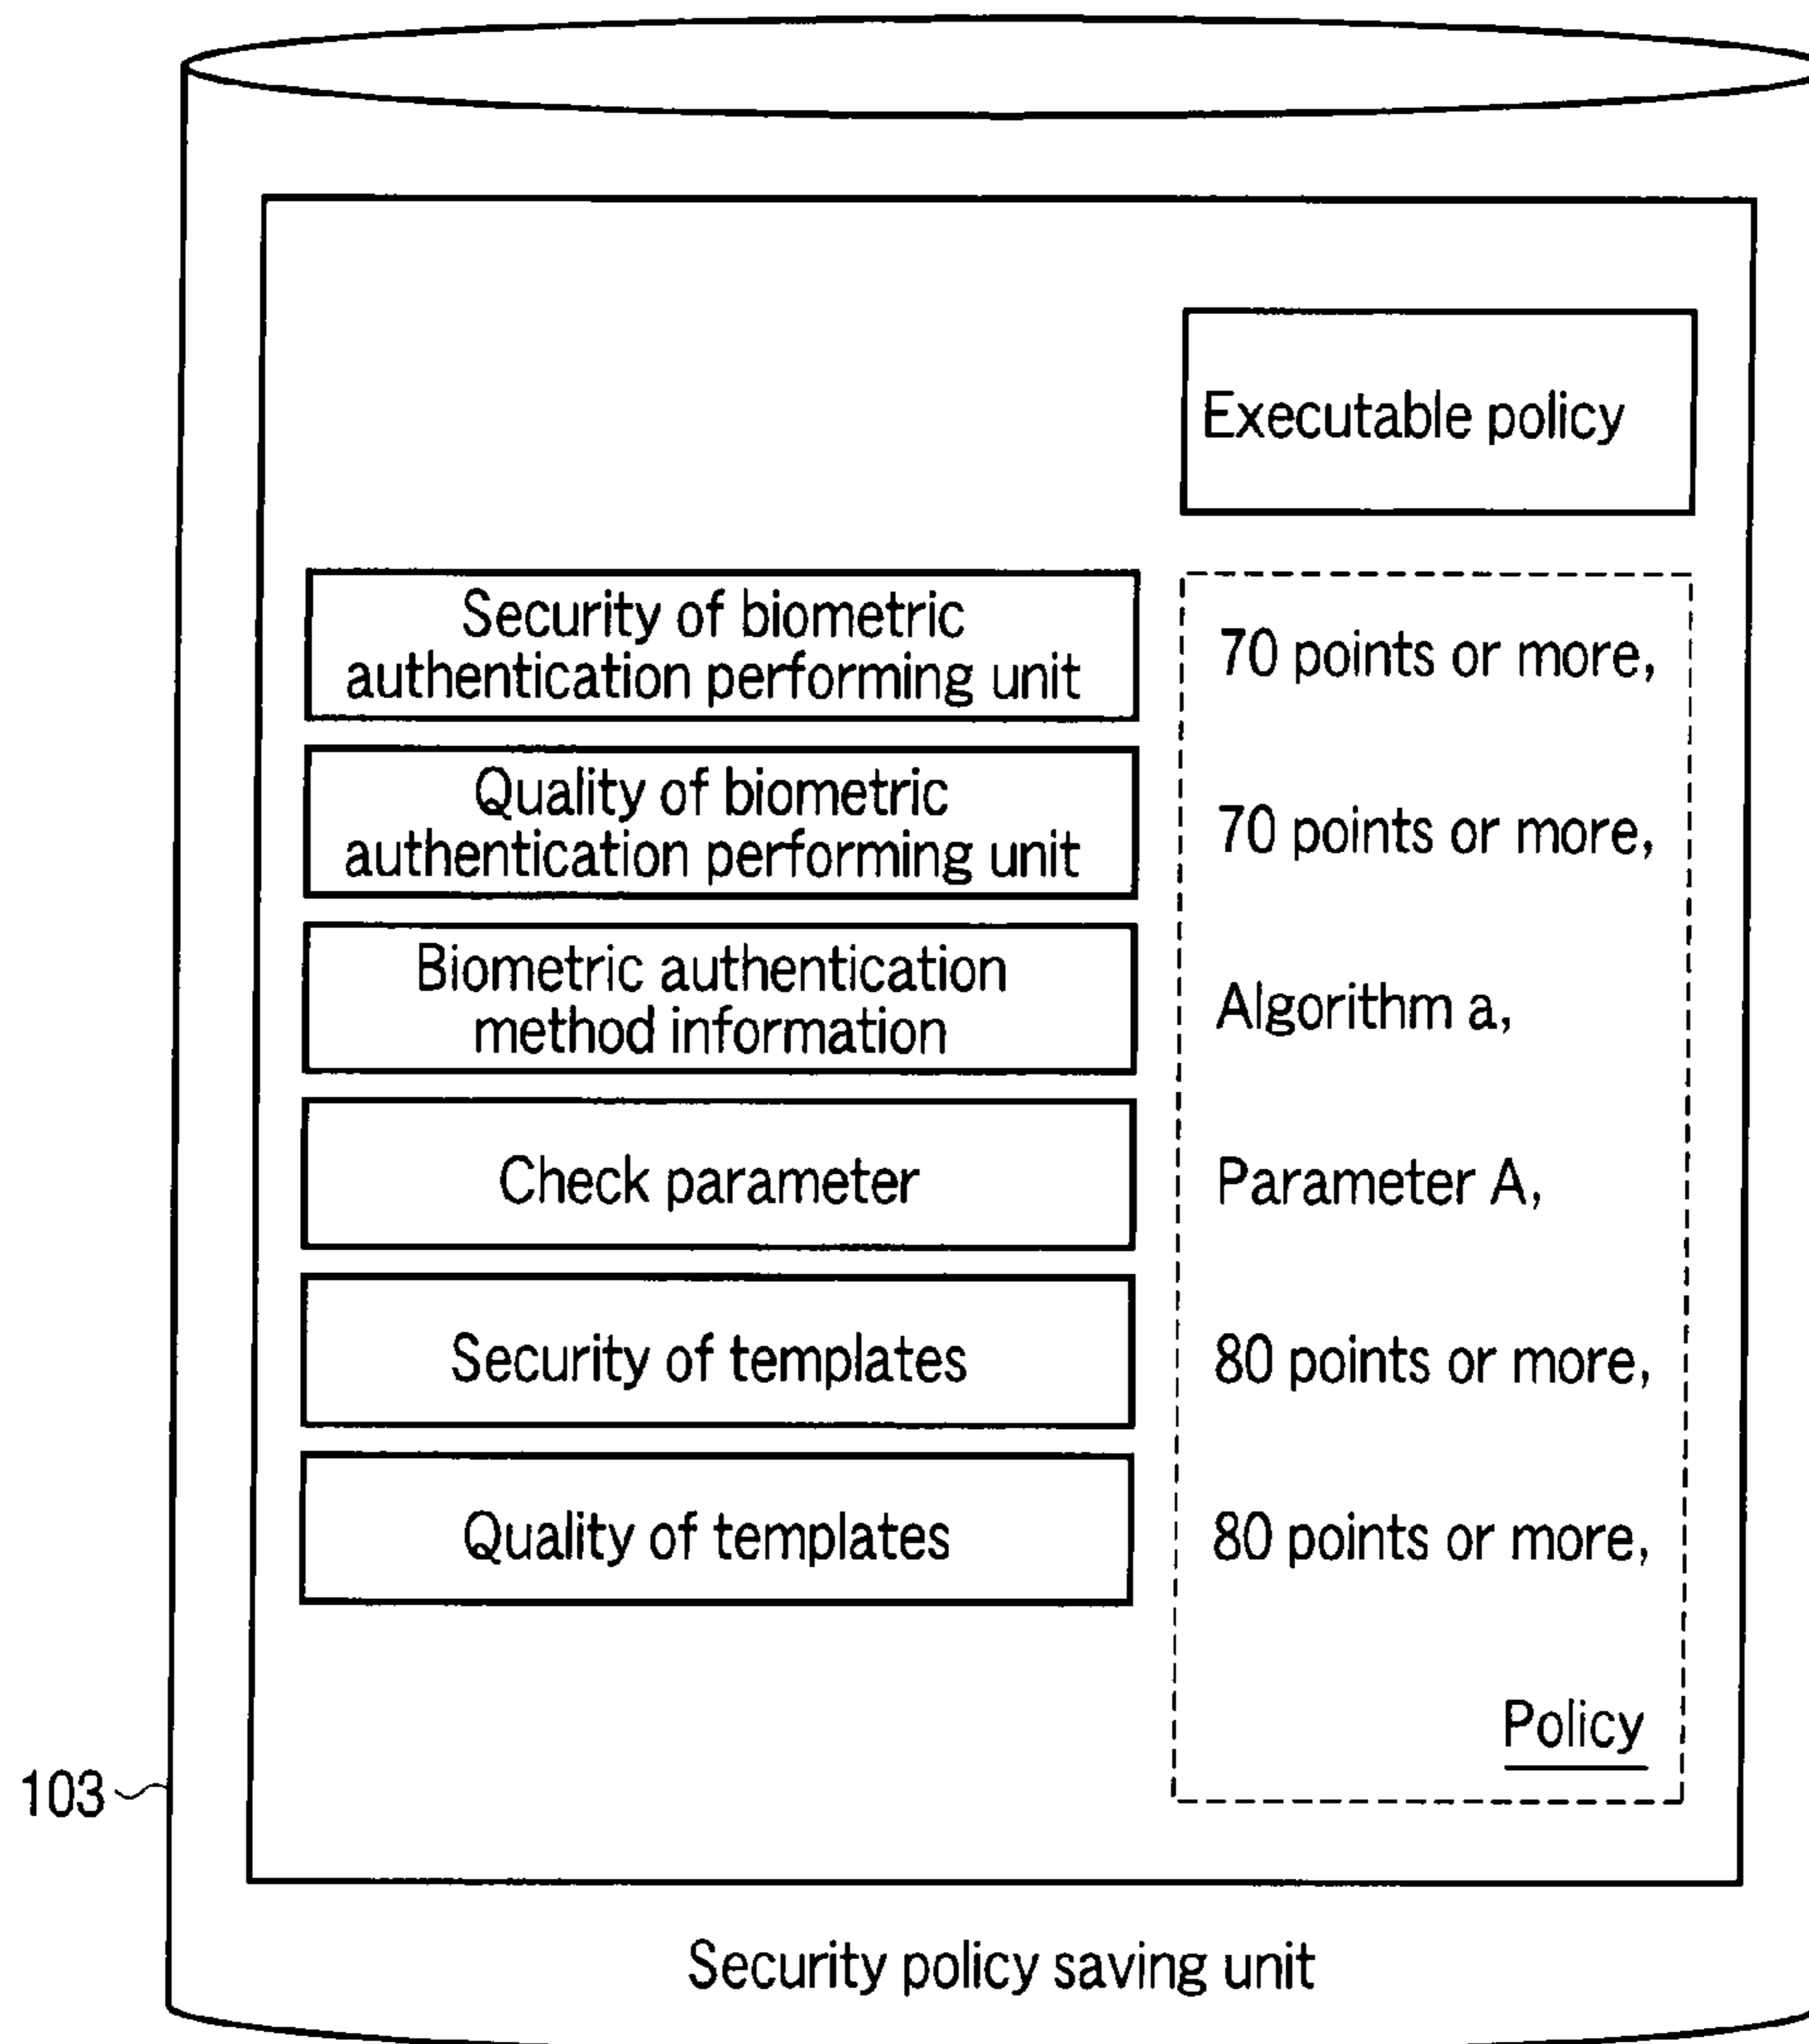 Executable policy
Security of biometric
authentication performing unit
70 points or more,
Quality of biometric
authentication performing unit
70 points or more,
Biometric authentication
method information
Algorithm a,
Check parameter
Parameter A,
Security of templates
80 points or more,
Quality of templates
80 points or more,
Policy
103
Security policy saving unit